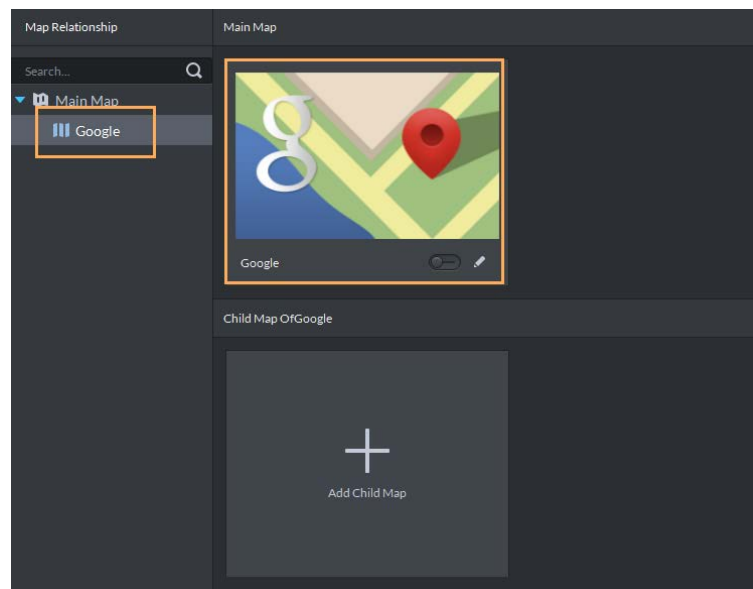 Map Relationship
Main Map
Search...
Main Map
Google
g
Google
Child Map OfGoogle
Add Child Map